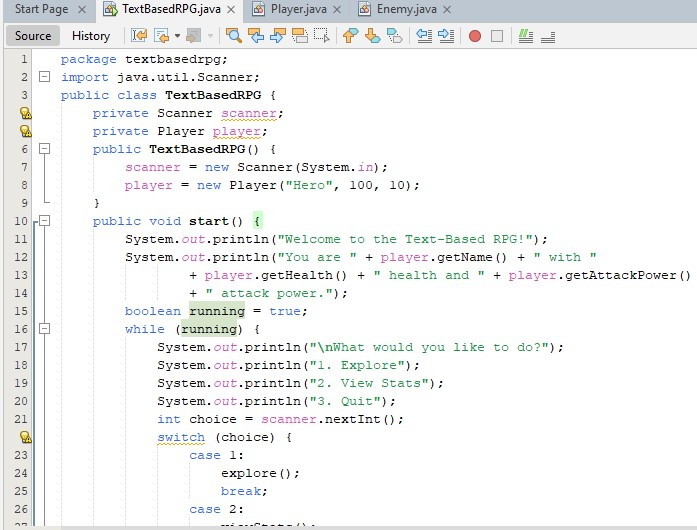 Start Page TextBasedRPG.java Player.java Enemy.java
Source History
1 package textbasedrpg;
2 import java.util.Scanner;
3 public class TextBasedRPG {
private Scanner scanner;
private Player player;
6 public TextBasedRPG() {
7 scanner = new Scanner(System.in);
8 player = new Player("Hero", 100, 10);
9 }
10 public void start() {
11 System.out.println("Welcome to the Text-Based RPG!");
12 System.out.println("You are " + player.getName() + " with "
13 + player.getHealth() + " health and " + player.getAttackPower()
14 + " attack power.");
15 boolean running = true;
16 while (running) {
17 System.out.println("\nWhat would you like to do?");
18 System.out.println("1. Explore");
19 System.out.println("2. View Stats");
20 System.out.println("3. Quit");
21 int choice = scanner.nextInt();
switch (choice) {
23 case 1:
24 explore();
25 break;
26 case 2: